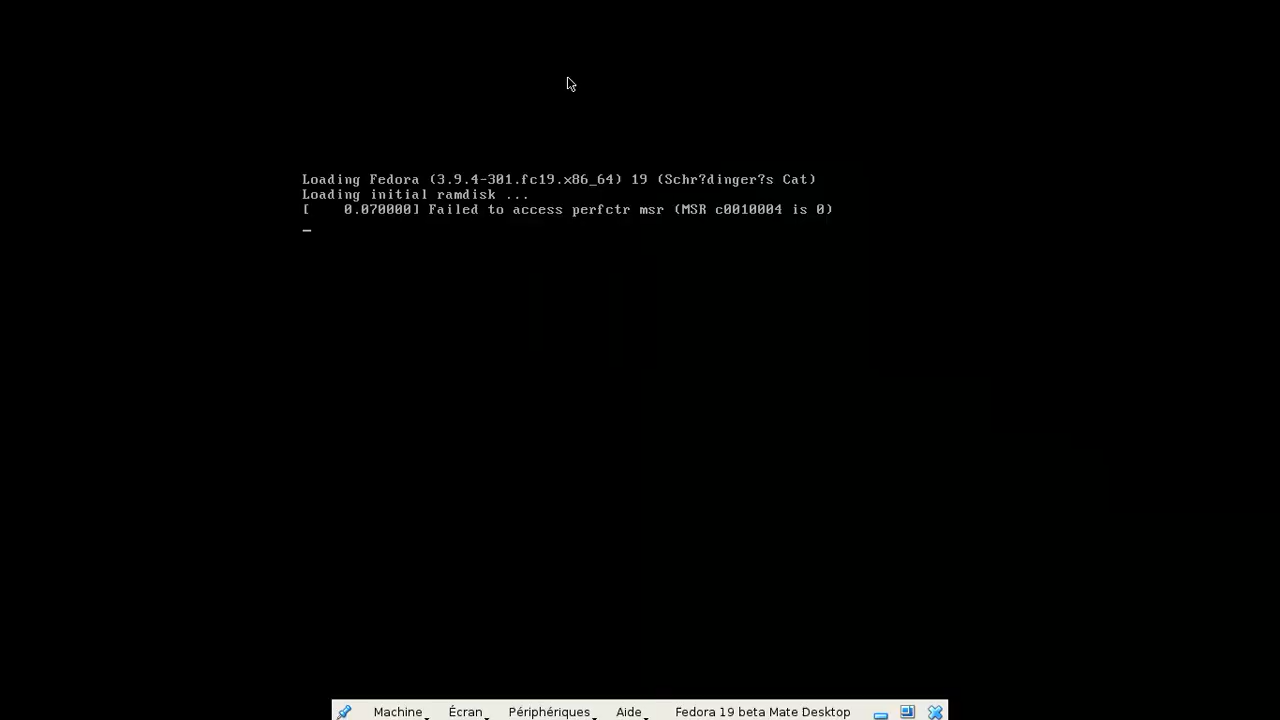 Loading Fedora (3.9.4-301.fc19.x86_64) 19 (Schr?dinger?s Cat)
Loading initial ramdisk ...
[    0.070000] Failed to access perfctr msr (MSR c0010004 is 0)
_
Machine Écran Périphériques Aide Fedora 19 beta Mate Desktop